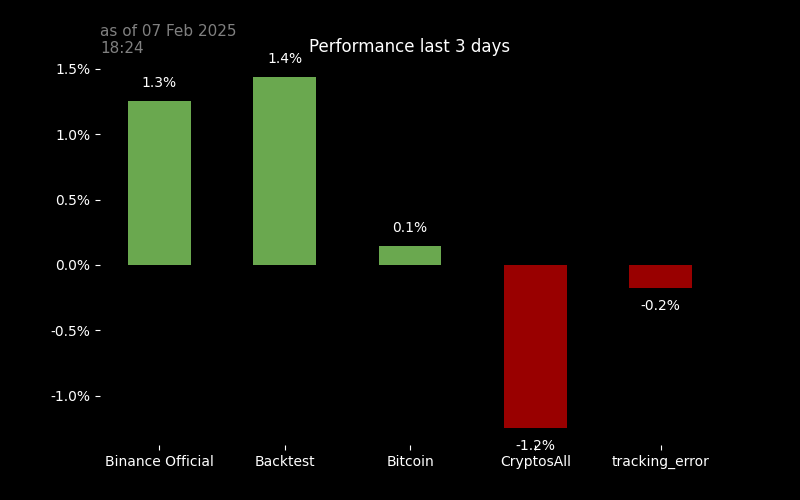 as of 07 Feb 2025
18:24
Performance last 3 days
1.5%
1.0%
0.5%
0.0%
-0.5%
-1.0%
1.3%
1.4%
0.1%
-1.2%
-0.2%
Binance Official
Backtest
Bitcoin
CryptosAll
tracking_error